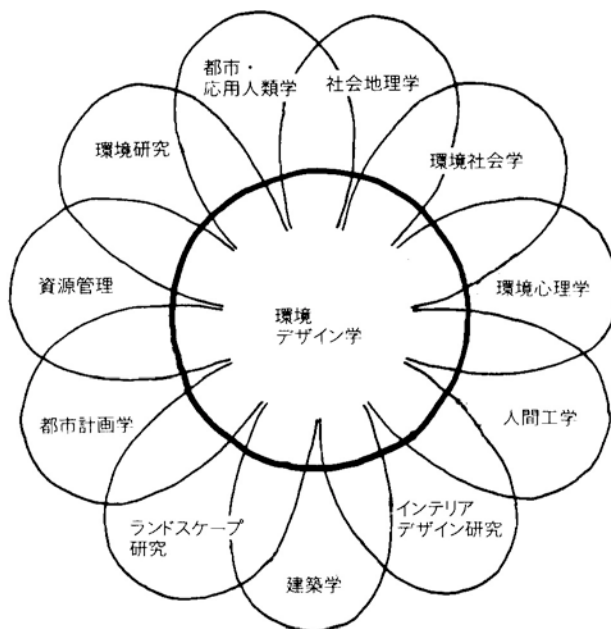 都市・
応用人類学
社会地理学
環境研究
環境社会学
資源管理
環境心理学
環境
デザイン学
都市計画学
人間工学
ランドスケープ
研究
インテリア
デザイン研究
建築学